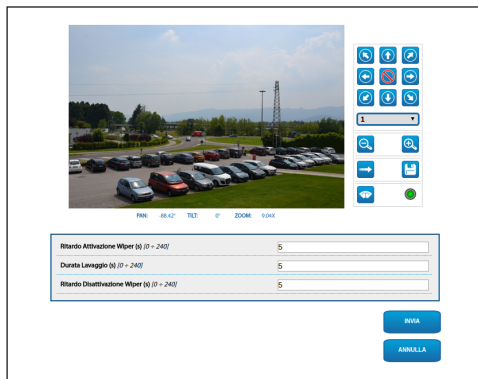 1
PAN: -88.42° TILT: 0° ZOOM: 9.04X
Ritardo Attivazione Wiper (s) [0 ÷ 240] 5
Durata Lavaggio (s) [0 ÷ 240] 5
Ritardo Disattivazione Wiper (s) [0 ÷ 240] 5
INVIA
ANNULLA